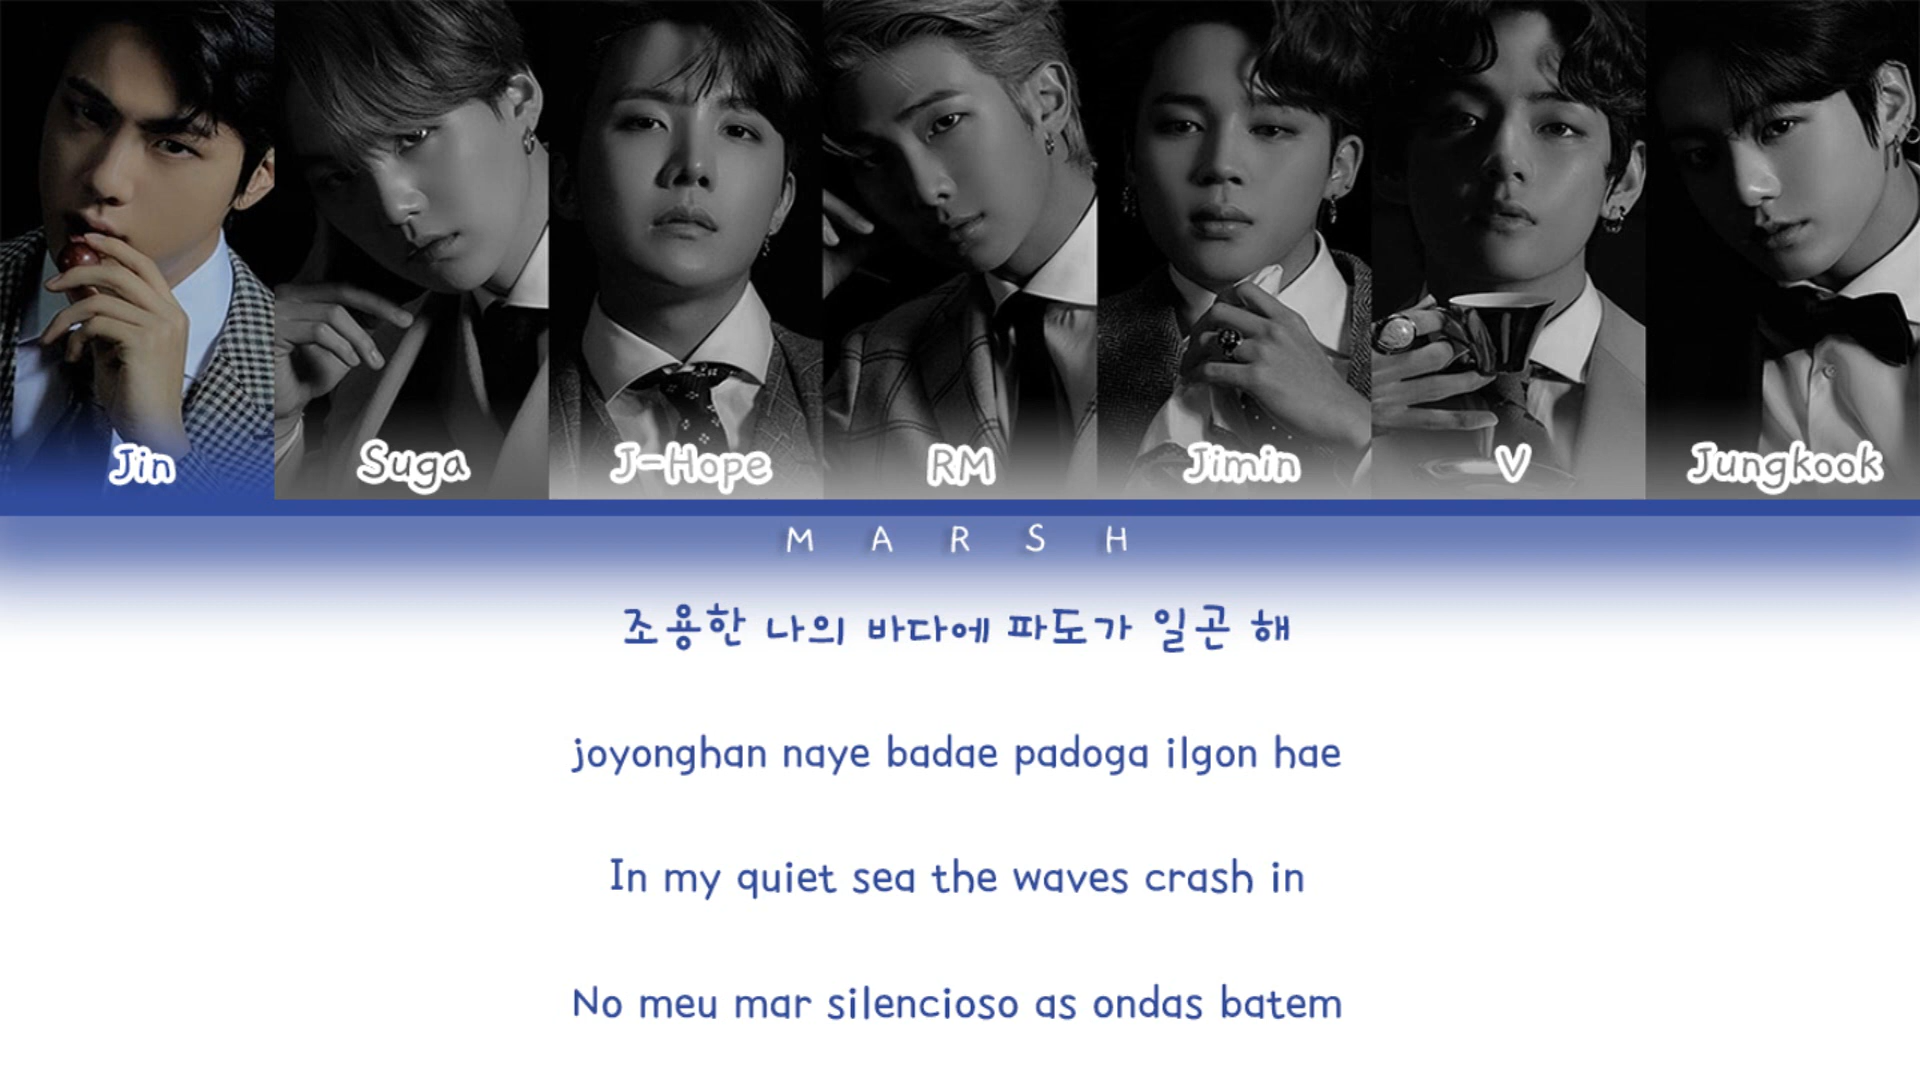 Jin Suga J-Hope RM Jimin V Jungkook
M A R S H
조용한 나의 바다에 파도가 일곤 해
joyonghan naye badae padoga ilgon hae
In my quiet sea the waves crash in
No meu mar silencioso as ondas batem